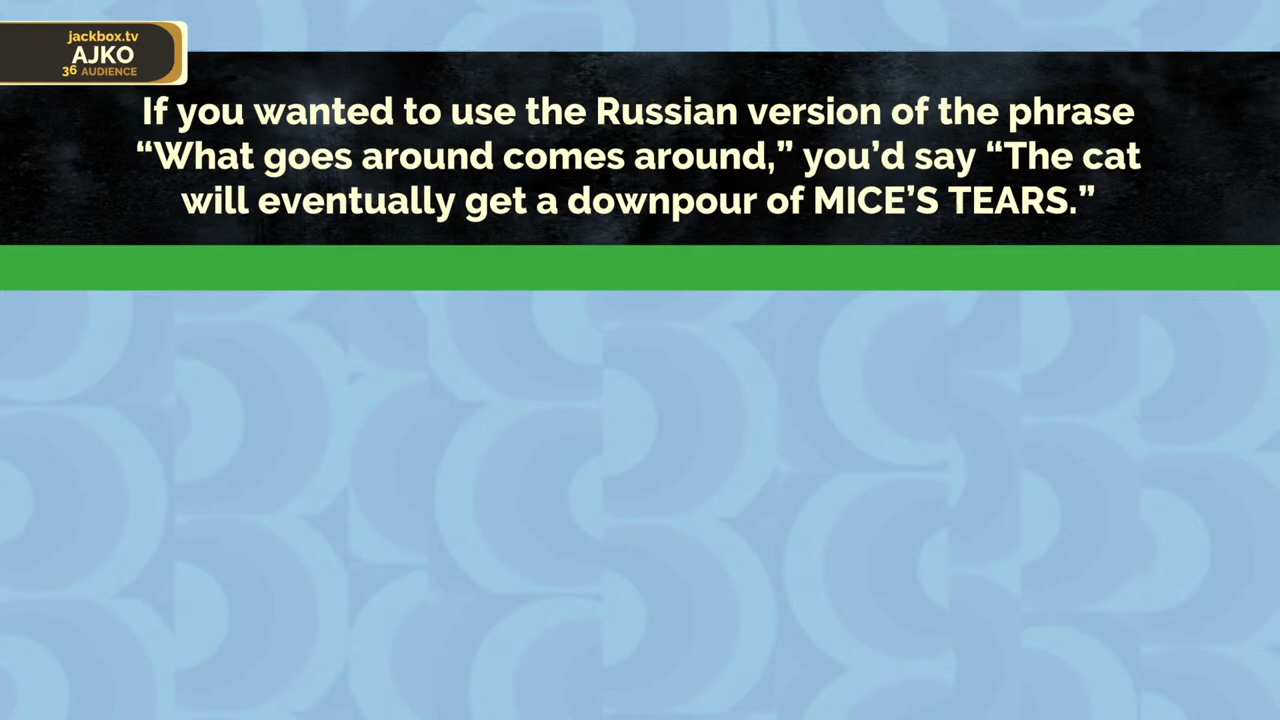 jackbox.tv
AJKO
36 AUDIENCE
If you wanted to use the Russian version of the phrase
“What goes around comes around,” you’d say “The cat
will eventually get a downpour of MICE’S TEARS.”